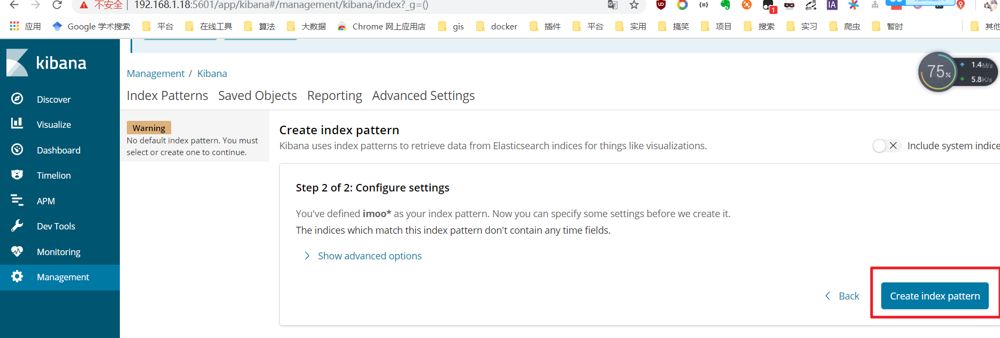 不安全 192.168.1.18:5601/app/kibana#/management/kibana/index?_g=()
应用 Google 学术搜索 平台 在线工具 算法 大数据 Chrome 网上应用店 gis docker 插件 平台 实用 搞笑 项目 搜索 实习 爬虫 暂时 其他
kibana
75% 1.4M/s
5.8K/s
Management / Kibana
Index Patterns Saved Objects Reporting Advanced Settings
Discover
Visualize
Dashboard
Timelion
APM
Dev Tools
Monitoring
Management
Warning
No default index pattern. You must
select or create one to continue.
Create index pattern
Kibana uses index patterns to retrieve data from Elasticsearch indices for things like visualizations.
Include system indice
Step 2 of 2: Configure settings
You've defined imoo* as your index pattern. Now you can specify some settings before we create it.
The indices which match this index pattern don't contain any time fields.
Show advanced options
Back
Create index pattern